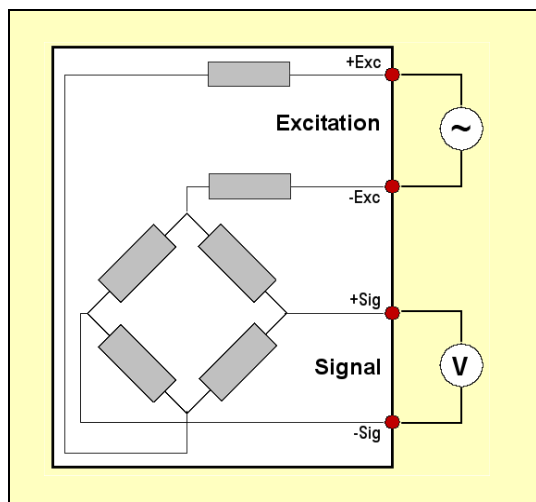 +Exc
Excitation
~
-Exc
+Sig
Signal
V
-Sig